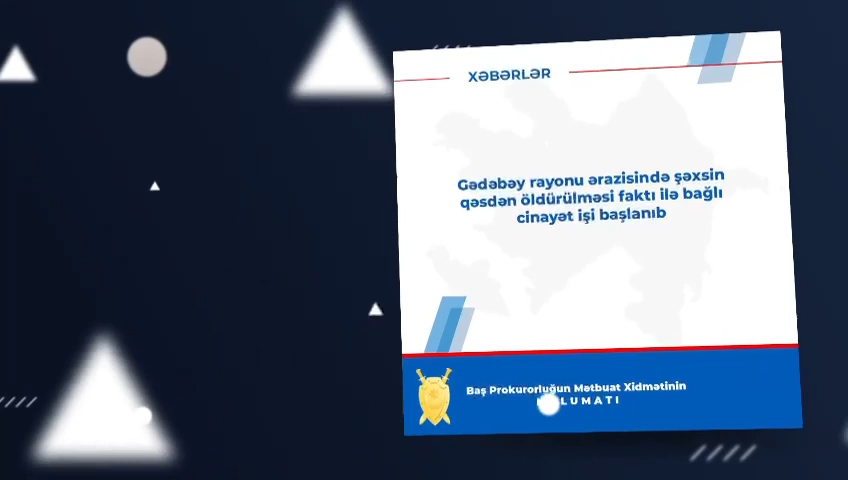 XƏBƏRLƏR
Gədəbəy rayonu ərazisində şəxsin
qəsdən öldürülməsi faktı ilə bağlı
cinayət işi başlanıb
Baş Prokurorluğun Mətbuat Xidmətinin